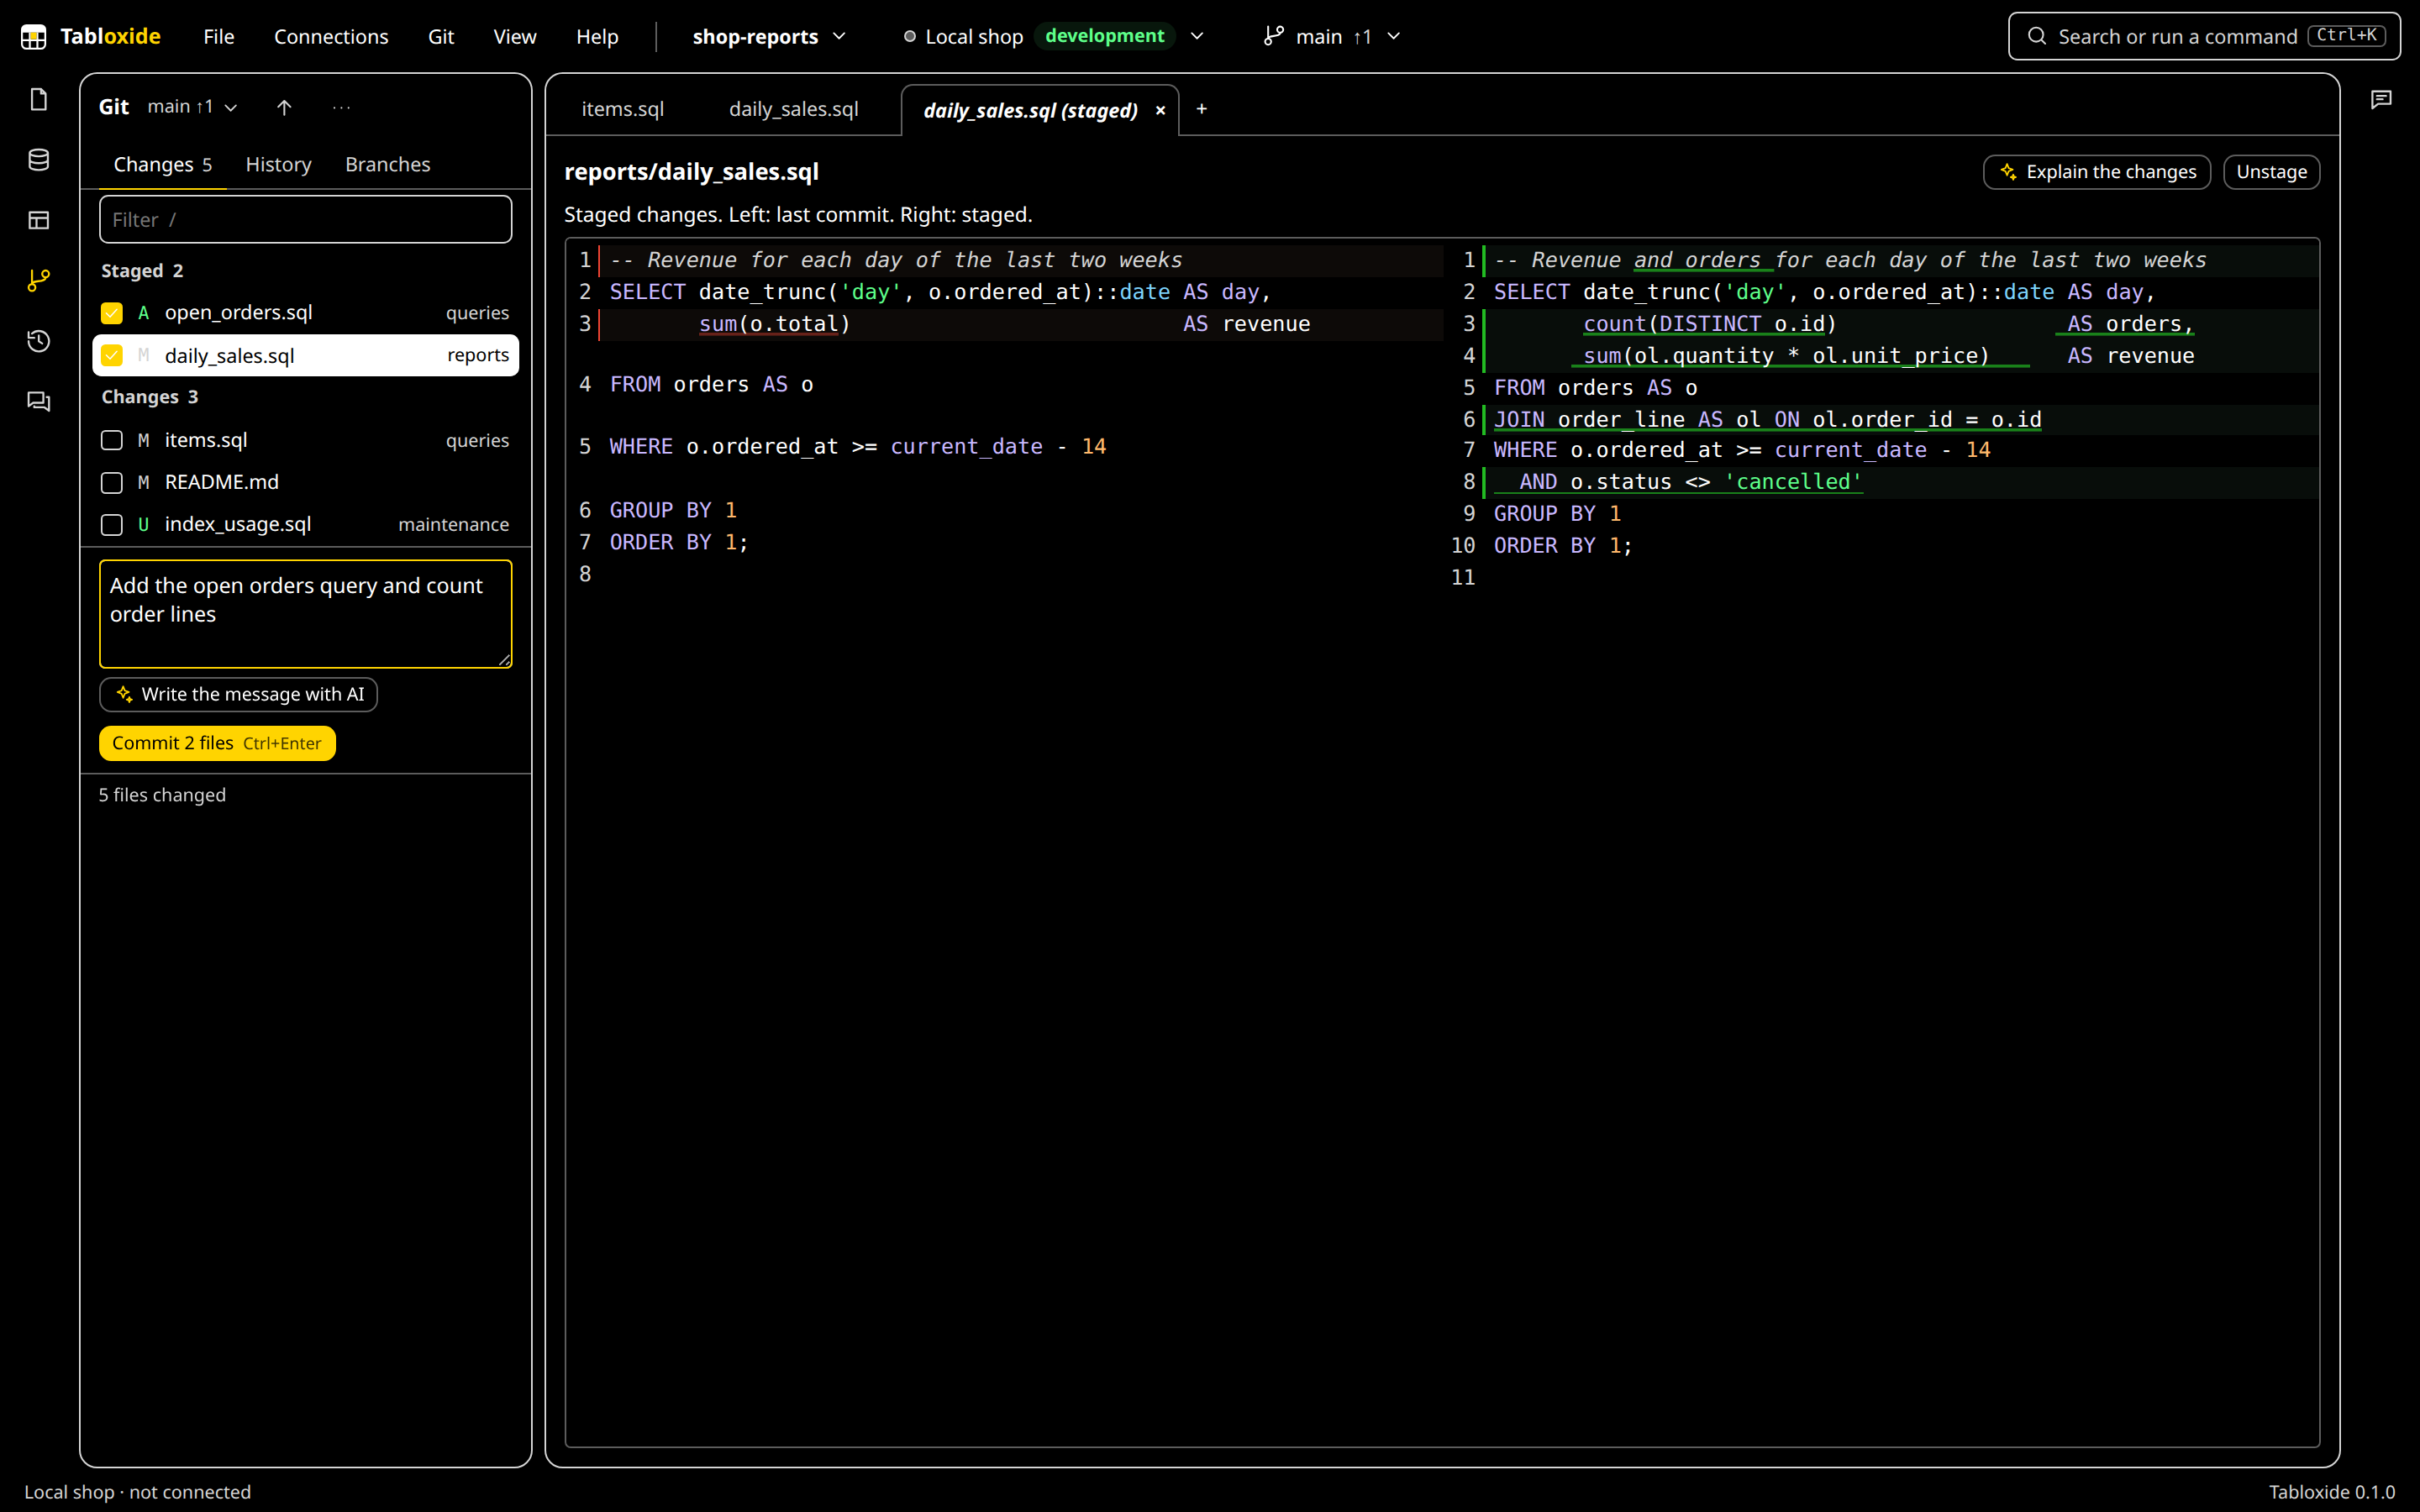 Tabloxide File Connections Git View Help shop-reports Local shop development main ↑1 Search or run a command Ctrl+K
Git main ↑1 ···
Changes 5 History Branches
Filter /
Staged 2
A open_orders.sql queries
M daily_sales.sql reports
Changes 3
M items.sql queries
M README.md
U index_usage.sql maintenance
Add the open orders query and count
order lines
Write the message with AI
Commit 2 files Ctrl+Enter
5 files changed
items.sql daily_sales.sql daily_sales.sql (staged) × +
reports/daily_sales.sql Explain the changes Unstage
Staged changes. Left: last commit. Right: staged.
1 -- Revenue for each day of the last two weeks
2 SELECT date_trunc('day', o.ordered_at)::date AS day,
3 sum(o.total) AS revenue
4 FROM orders AS o
5 WHERE o.ordered_at >= current_date - 14
6 GROUP BY 1
7 ORDER BY 1;
8
1 -- Revenue and orders for each day of the last two weeks
2 SELECT date_trunc('day', o.ordered_at)::date AS day,
3 count(DISTINCT o.id) AS orders,
4 sum(ol.quantity * ol.unit_price) AS revenue
5 FROM orders AS o
6 JOIN order_line AS ol ON ol.order_id = o.id
7 WHERE o.ordered_at >= current_date - 14
8 AND o.status <> 'cancelled'
9 GROUP BY 1
10 ORDER BY 1;
11
Local shop · not connected Tabloxide 0.1.0